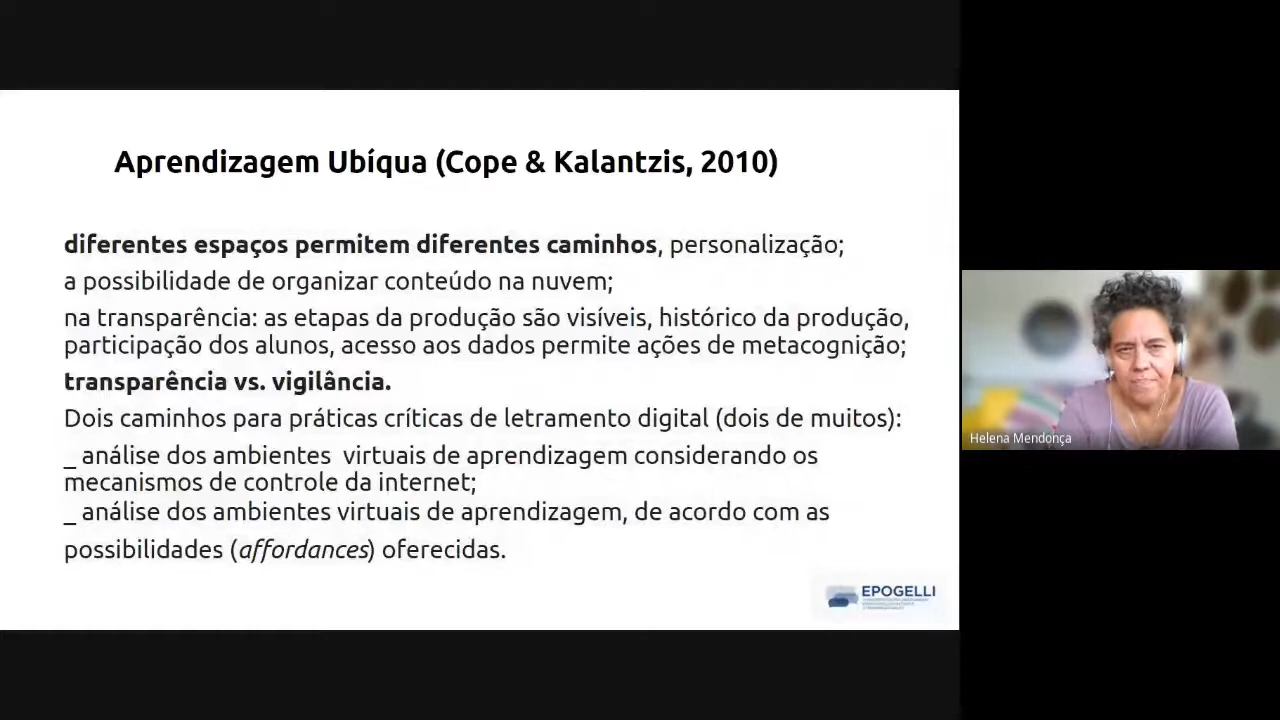 Aprendizagem Ubíqua (Cope & Kalantzis, 2010)
diferentes espaços permitem diferentes caminhos, personalização;
a possibilidade de organizar conteúdo na nuvem;
na transparência: as etapas da produção são visíveis, histórico da produção,
participação dos alunos, acesso aos dados permite ações de metacognição;
transparência vs. vigilância.
Dois caminhos para práticas críticas de letramento digital (dois de muitos):
_ análise dos ambientes virtuais de aprendizagem considerando os
mecanismos de controle da internet;
_ análise dos ambientes virtuais de aprendizagem, de acordo com as
possibilidades (affordances) oferecidas.
EPOGELLI
Helena Mendonça